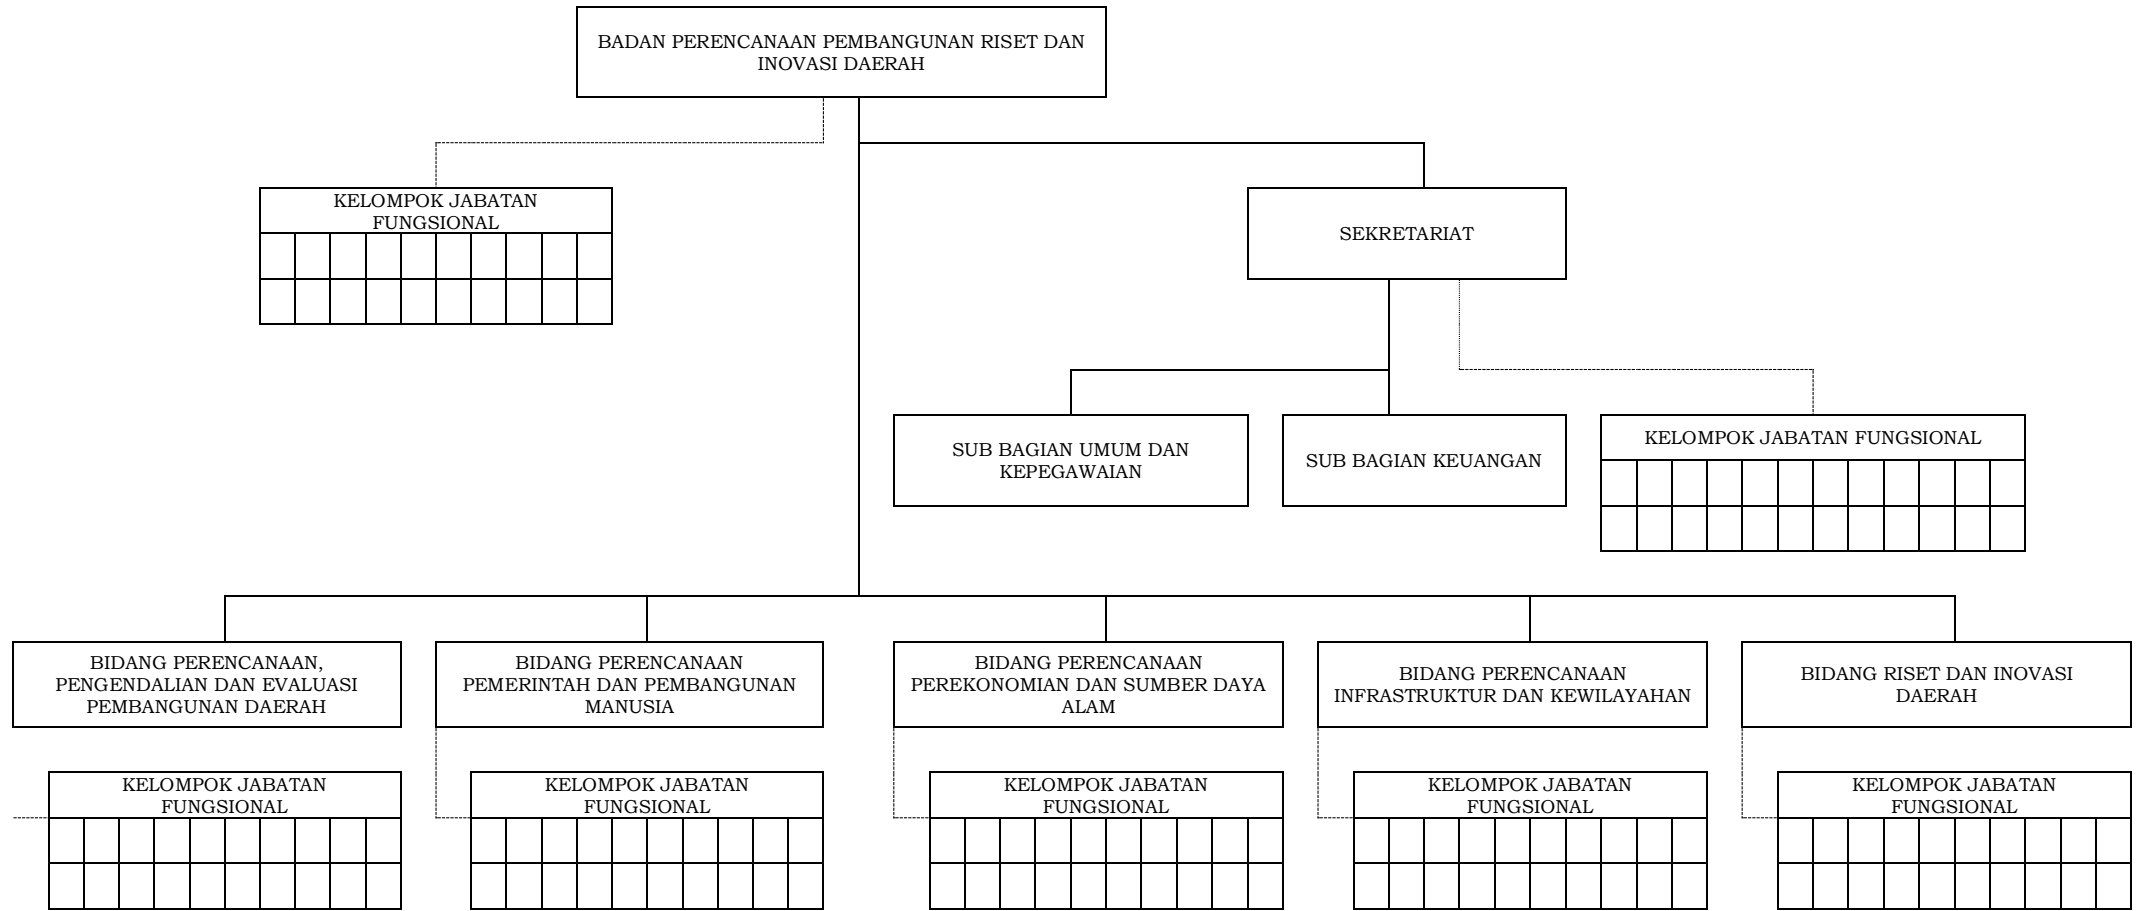 BADAN PERENCANAAN PEMBANGUNAN RISET DAN
INOVASI DAERAH
KELOMPOK JABATAN
FUNGSIONAL
SEKRETARIAT
SUB BAGIAN UMUM DAN
KEPEGAWAIAN
SUB BAGIAN KEUANGAN
KELOMPOK JABATAN FUNGSIONAL
BIDANG PERENCANAAN,
PENGENDALIAN DAN EVALUASI
PEMBANGUNAN DAERAH
BIDANG PERENCANAAN
PEMERINTAH DAN PEMBANGUNAN
MANUSIA
BIDANG PERENCANAAN
PEREKONOMIAN DAN SUMBER DAYA
ALAM
BIDANG PERENCANAAN
INFRASTRUKTUR DAN KEWILAYAHAN
BIDANG RISET DAN INOVASI
DAERAH
KELOMPOK JABATAN
FUNGSIONAL
KELOMPOK JABATAN
FUNGSIONAL
KELOMPOK JABATAN
FUNGSIONAL
KELOMPOK JABATAN
FUNGSIONAL
KELOMPOK JABATAN
FUNGSIONAL